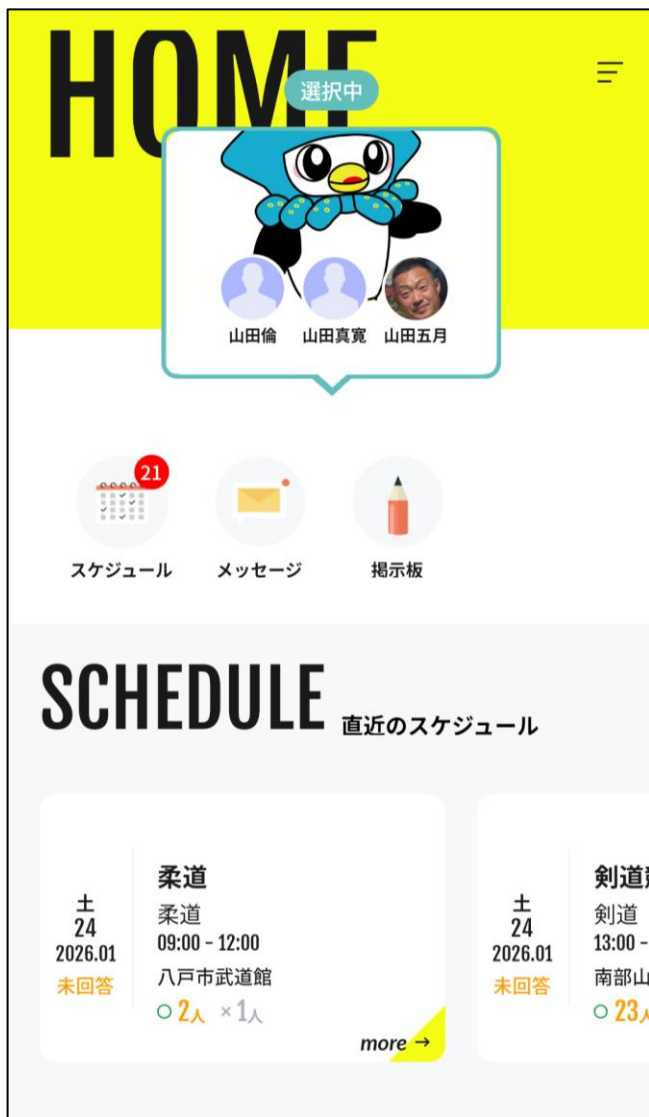 HOME
選択中
山田倫 山田真寛 山田五月
21
スケジュール メッセージ 掲示板
SCHEDULE 直近のスケジュール
土
24
2026.01
未回答
柔道
柔道
09:00 - 12:00
八戸市武道館
○ 2人 × 1人
more →
土
24
2026.01
未回答
剣道
剣道
13:00 -
南部山
○ 23人